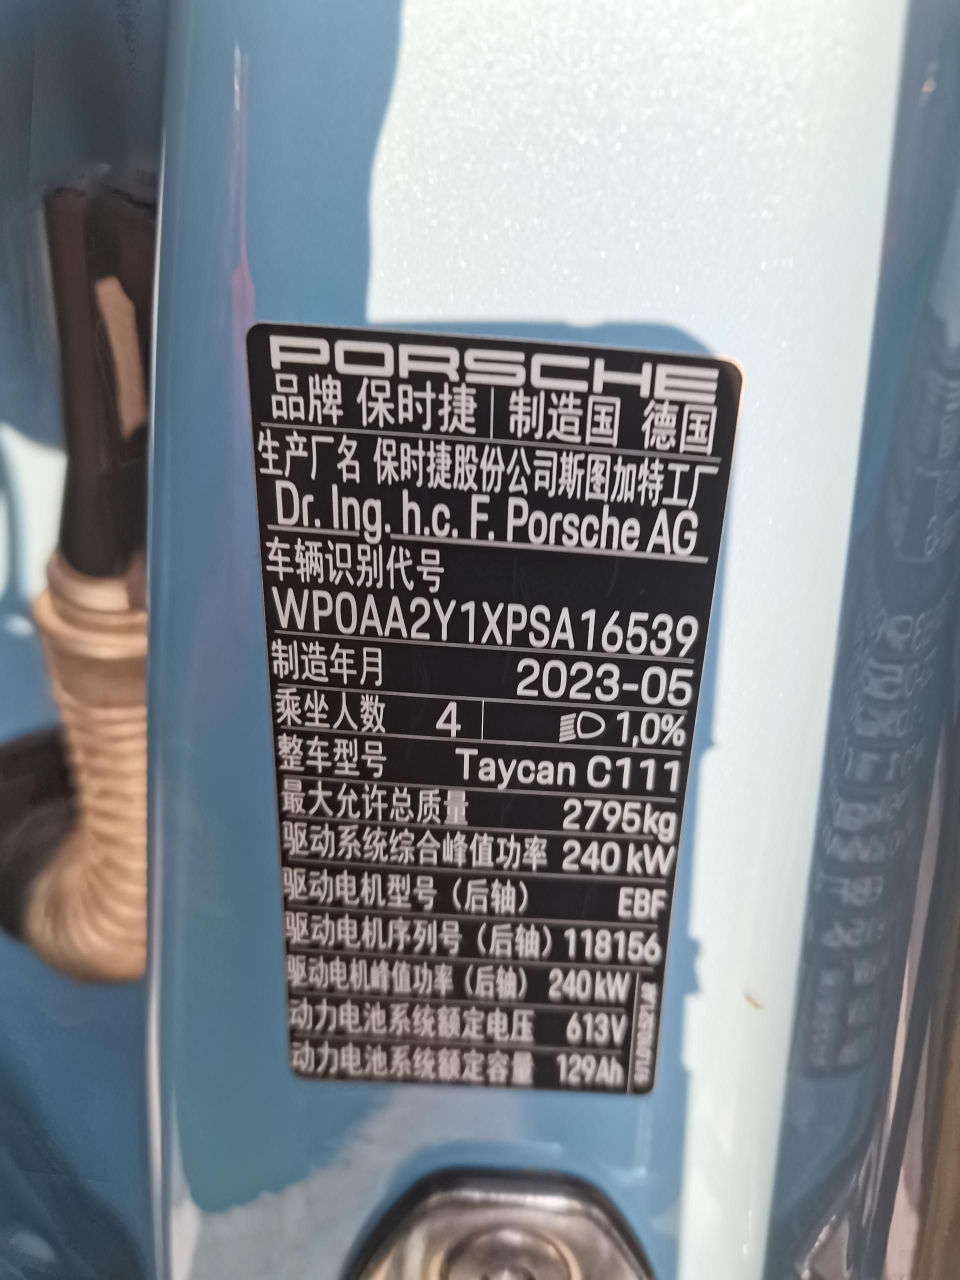 PORSCHE
品牌 保时捷 制造国 德国
生产厂名 保时捷股份公司斯图加特工厂
Dr. Ing. h.c. F. Porsche AG
车辆识别代号
WP0AA2Y1XPSA16539
制造年月 2023-05
乘坐人数 4 1,0%
整车型号 Taycan C111
最大允许总质量 2795kg
驱动系统综合峰值功率 240 kW
驱动电机型号（后轴） EBF
驱动电机序列号（后轴） 118156
驱动电机峰值功率（后轴） 240 kW
动力电池系统额定电压 613V
动力电池系统额定容量 129Ah